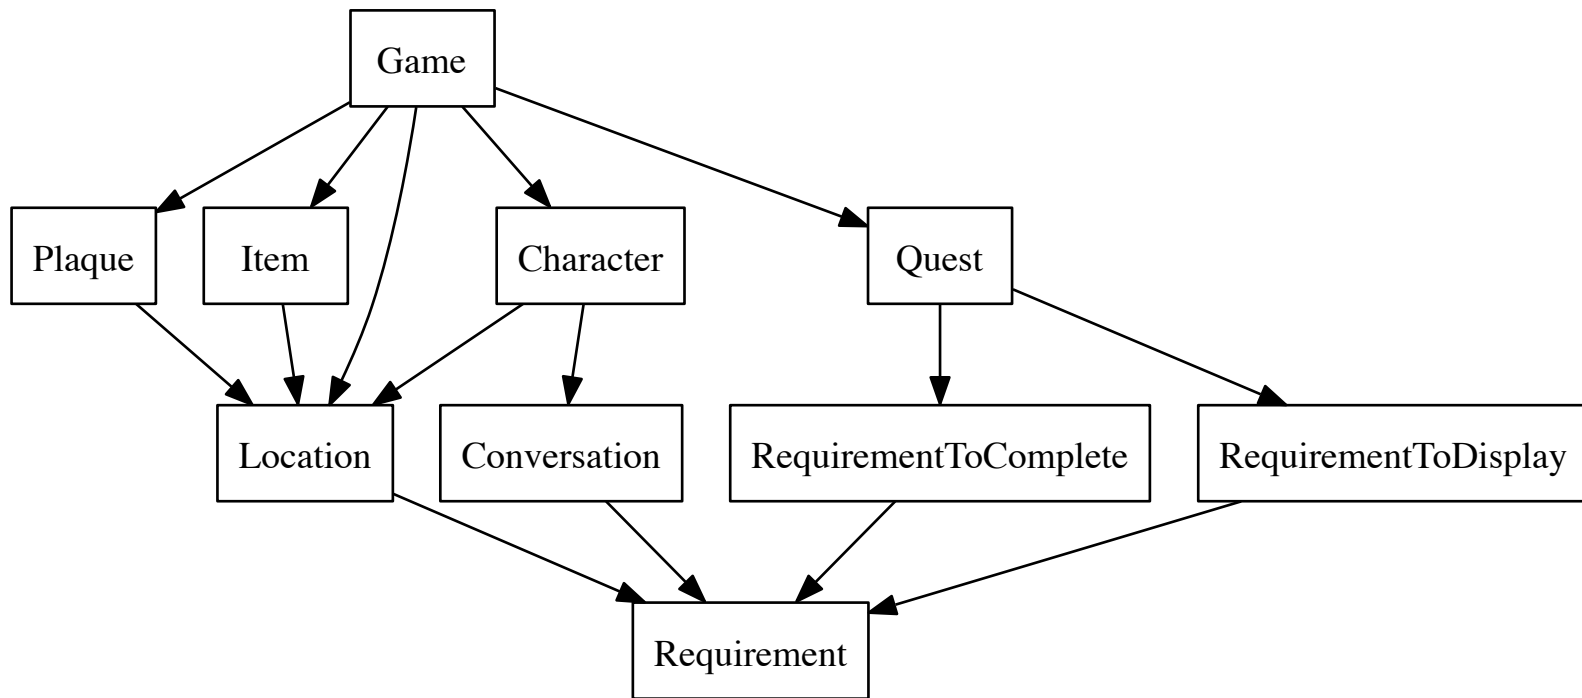 Game
Plaque
Item
Character
Quest
Location
Conversation
RequirementToComplete
RequirementToDisplay
Requirement